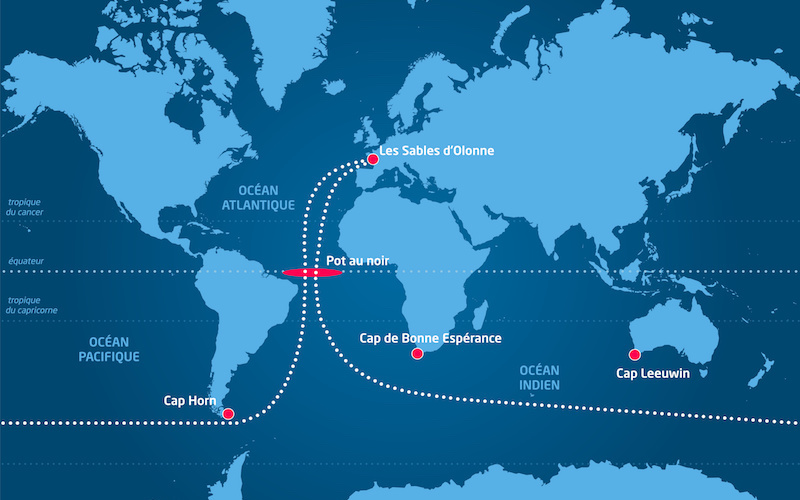 Les Sables d'Olonne
OCÉAN
ATLANTIQUE
tropique
du cancer
équateur
Pot au noir
tropique
du capricorne
OCÉAN
PACIFIQUE
Cap de Bonne Espérance
OCÉAN
INDIEN
Cap Leeuwin
Cap Horn